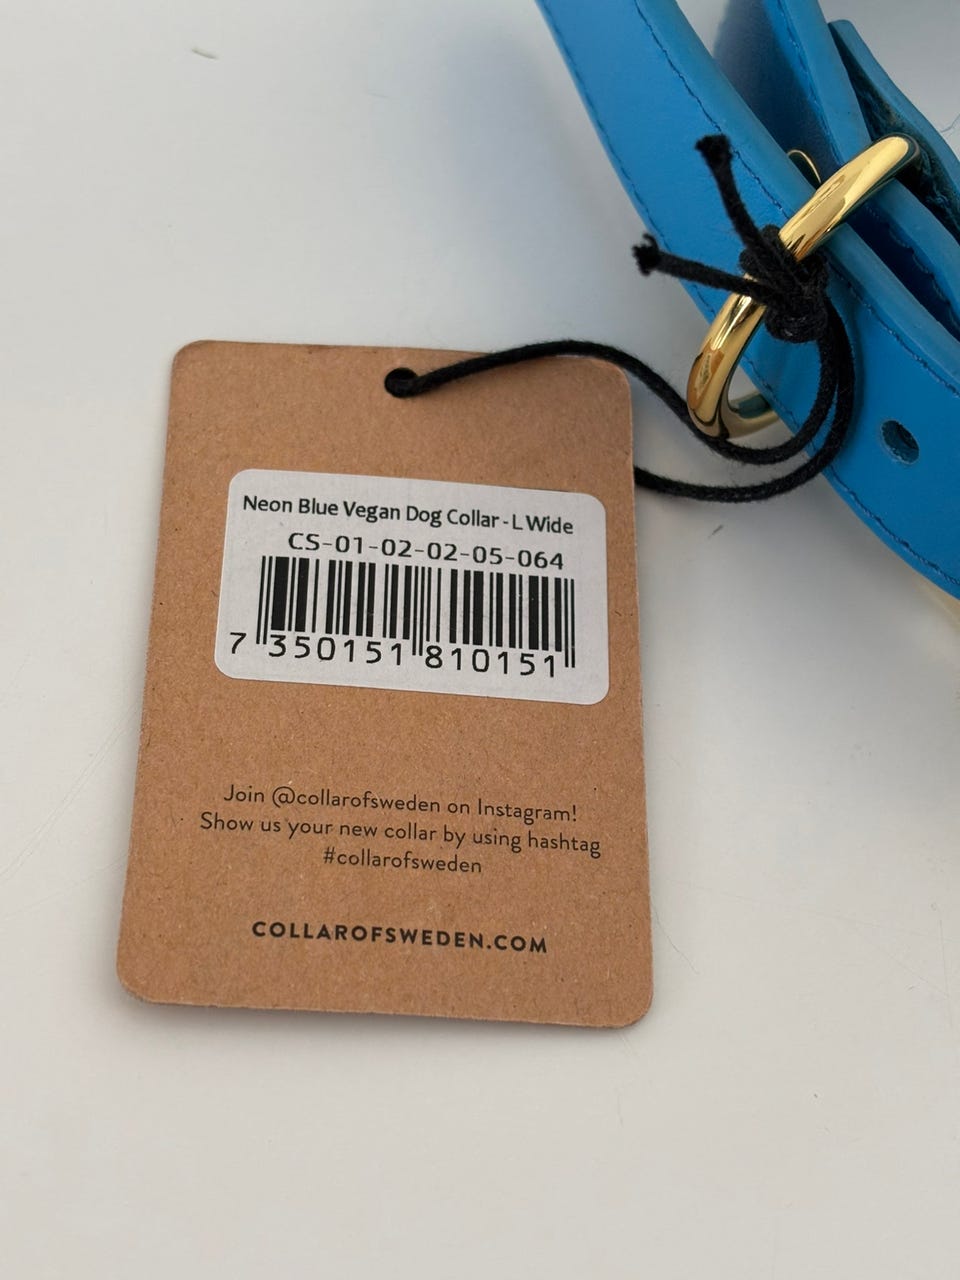 Neon Blue Vegan Dog Collar - L Wide
CS-01-02-02-05-064
7 350151 810151
Join @collarofsweden on Instagram!
Show us your new collar by using hashtag
#collarofsweden
COLLAROFSWEDEN.COM